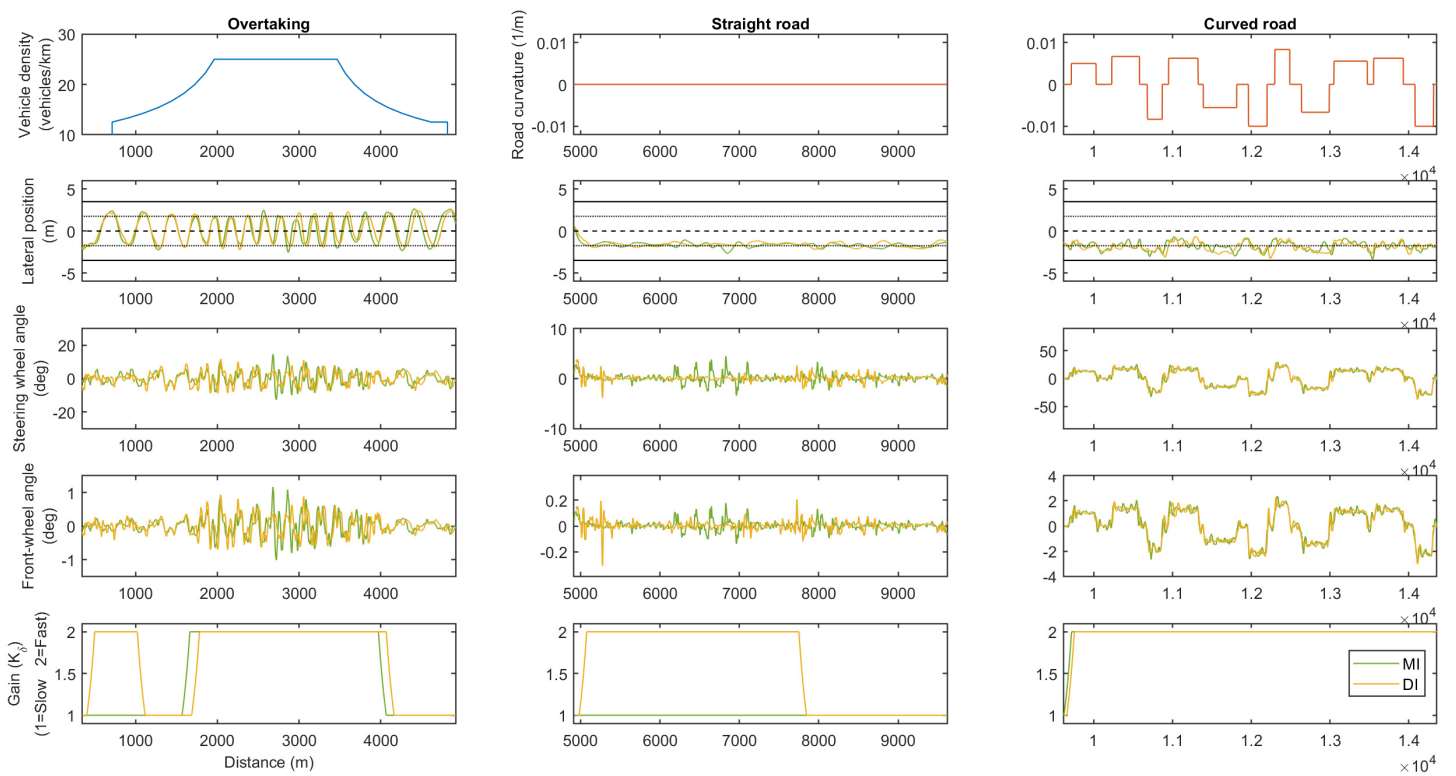 Overtaking
Straight road
Curved road
Vehicle density
(vehicles/km)
30
20
10
1000 2000 3000 4000
Road curvature (1/m)
0.01
0
-0.01
5000 6000 7000 8000 9000
0.01
0
-0.01
1 1.1 1.2 1.3 1.4
×10⁴
Lateral position
(m)
5
0
-5
1000 2000 3000 4000
5
0
-5
5000 6000 7000 8000 9000
5
0
-5
1 1.1 1.2 1.3 1.4
×10⁴
Steering wheel angle
(deg)
20
0
-20
1000 2000 3000 4000
10
0
-10
5000 6000 7000 8000 9000
50
0
-50
1 1.1 1.2 1.3 1.4
×10⁴
Front-wheel angle
(deg)
1
0
-1
1000 2000 3000 4000
0.2
0
-0.2
5000 6000 7000 8000 9000
4
2
0
-2
-4
1 1.1 1.2 1.3 1.4
×10⁴
Gain (K_δ)
(1=Slow 2=Fast)
2
1.5
1
1000 2000 3000 4000
Distance (m)
2
1.5
1
5000 6000 7000 8000 9000
2
1.5
1
MI
DI
1 1.1 1.2 1.3 1.4
×10⁴